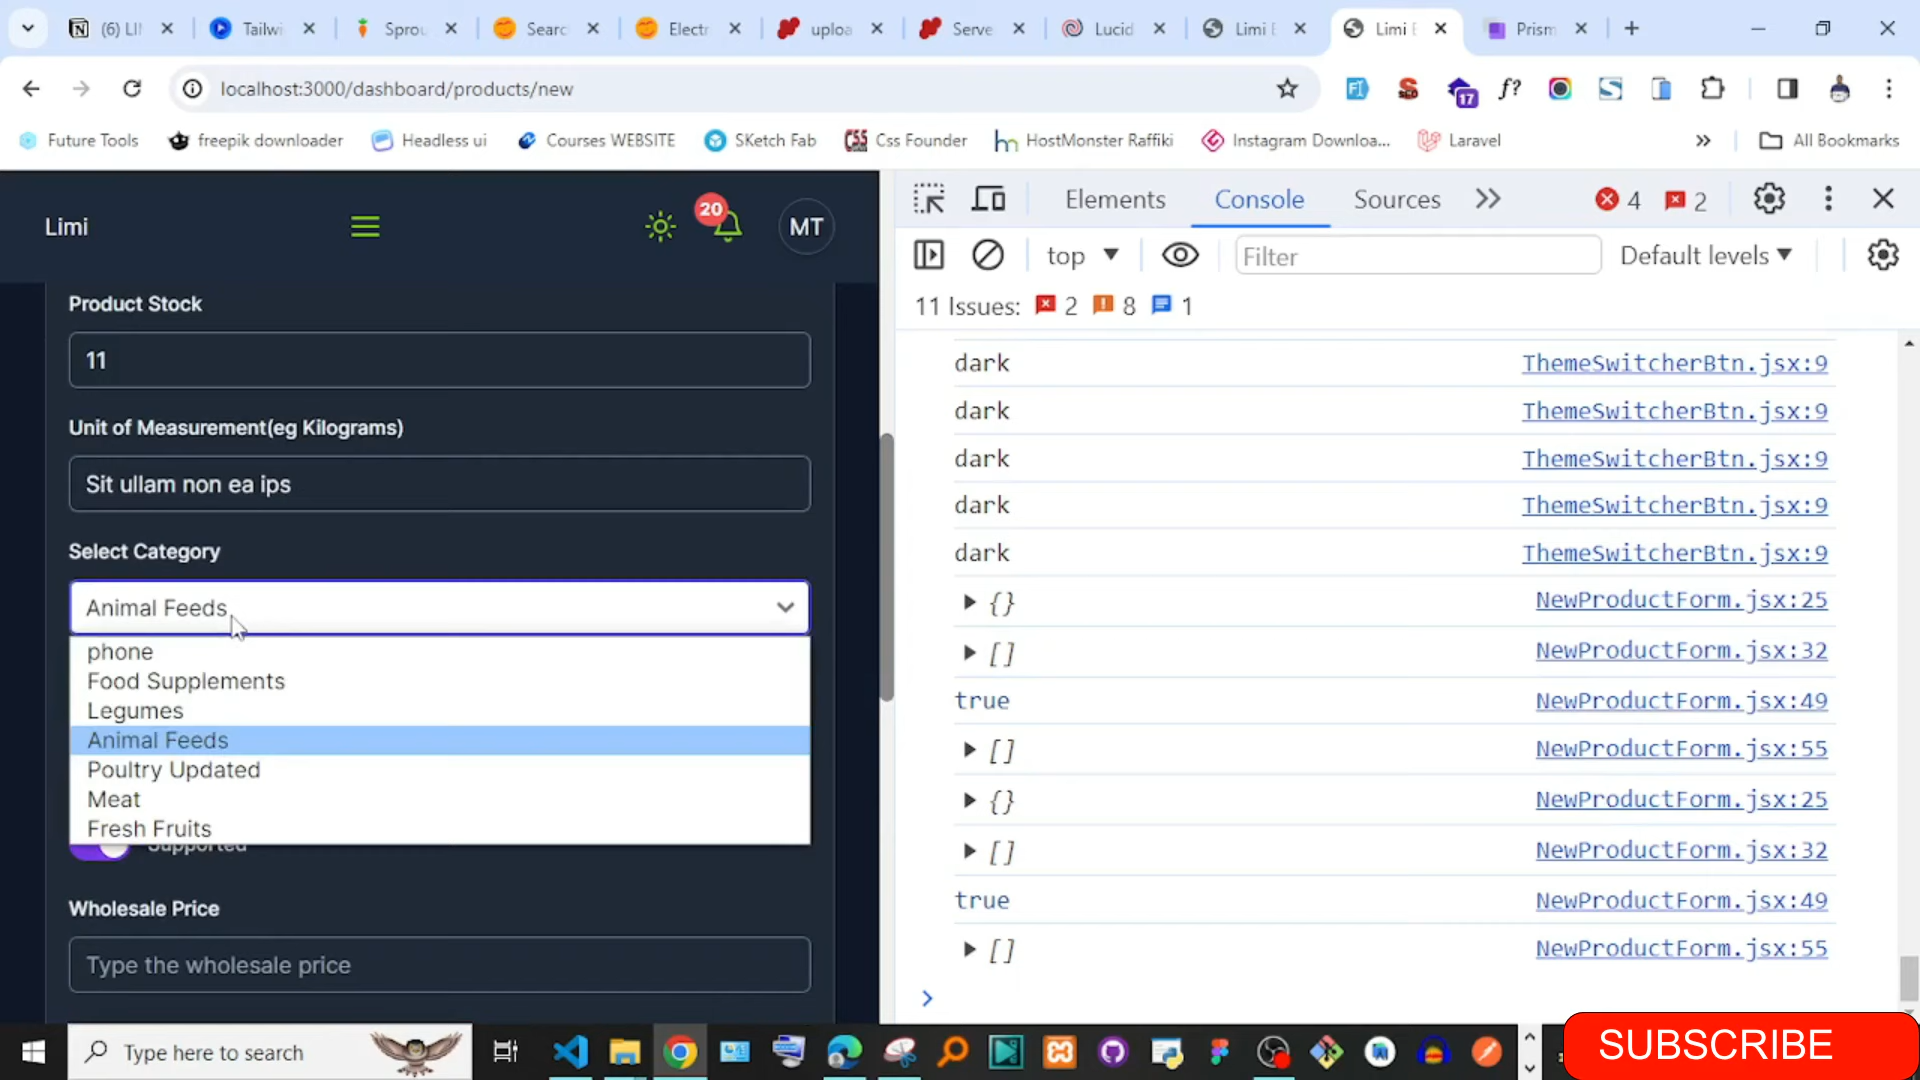 (6) LI
Tailwi
Sprou
Searc
Electr
uploa
Serve
Lucid
Limi E
Limi E
Prism
localhost:3000/dashboard/products/new
17
f?
Future Tools
freepik downloader
Headless ui
Courses WEBSITE
SKetch Fab
CSS Css Founder
HostMonster Raffiki
Instagram Downloa...
Laravel
All Bookmarks
Limi
20
MT
Product Stock
11
Unit of Measurement(eg Kilograms)
Sit ullam non ea ips
Select Category
Animal Feeds
phone
Food Supplements
Legumes
Animal Feeds
Poultry Updated
Meat
Fresh Fruits
Supported
Wholesale Price
Type the wholesale price
Elements
Console
Sources
4
2
top
Filter
Default levels
11 Issues: 2 8 1
dark ThemeSwitcherBtn.jsx:9
dark ThemeSwitcherBtn.jsx:9
dark ThemeSwitcherBtn.jsx:9
dark ThemeSwitcherBtn.jsx:9
dark ThemeSwitcherBtn.jsx:9
{} NewProductForm.jsx:25
[] NewProductForm.jsx:32
true NewProductForm.jsx:49
[] NewProductForm.jsx:55
{} NewProductForm.jsx:25
[] NewProductForm.jsx:32
true NewProductForm.jsx:49
[] NewProductForm.jsx:55
Type here to search
SUBSCRIBE